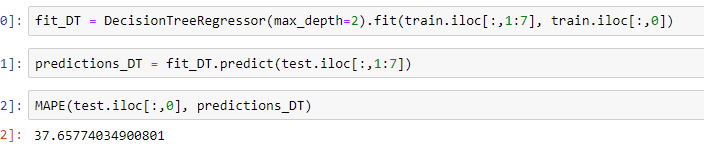 0]: fit_DT = DecisionTreeRegressor(max_depth=2).fit(train.iloc[:,1:7], train.iloc[:,0])
1]: predictions_DT = fit_DT.predict(test.iloc[:,1:7])
2]: MAPE(test.iloc[:,0], predictions_DT)
2]: 37.65774034900801